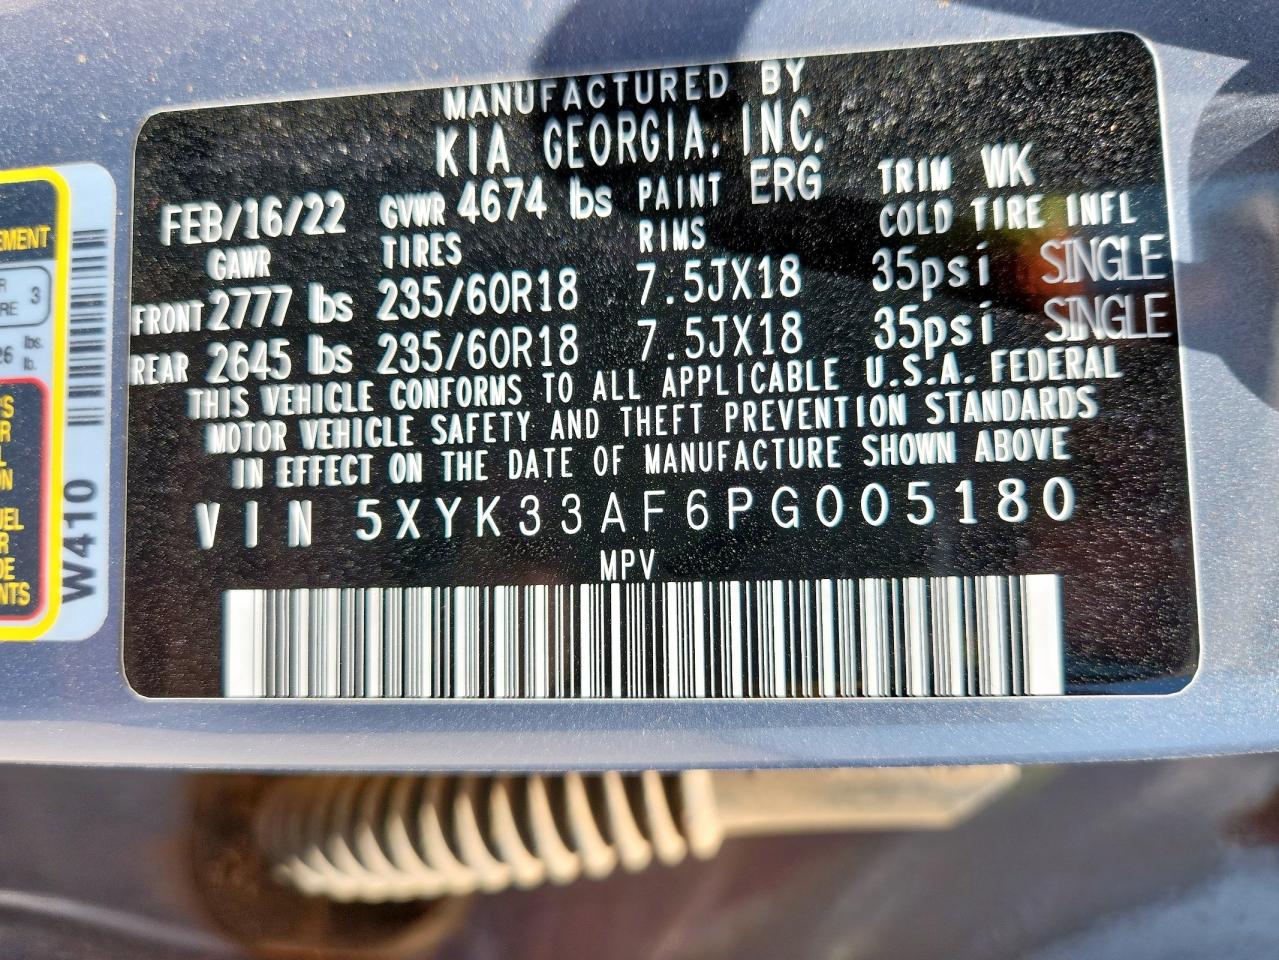 MANUFACTURED BY
KIA GEORGIA, INC.
FEB/16/22 GVWR 4674 lbs PAINT ERG TRIM WK
GAWR TIRES RIMS COLD TIRE INFL
FRONT 2777 lbs 235/60R18 7.5JX18 35psi SINGLE
REAR 2645 lbs 235/60R18 7.5JX18 35psi SINGLE
THIS VEHICLE CONFORMS TO ALL APPLICABLE U.S.A. FEDERAL
MOTOR VEHICLE SAFETY AND THEFT PREVENTION STANDARDS
IN EFFECT ON THE DATE OF MANUFACTURE SHOWN ABOVE
VIN 5XYK33AF6PG005180
MPV
W410
3
lbs.
lb.